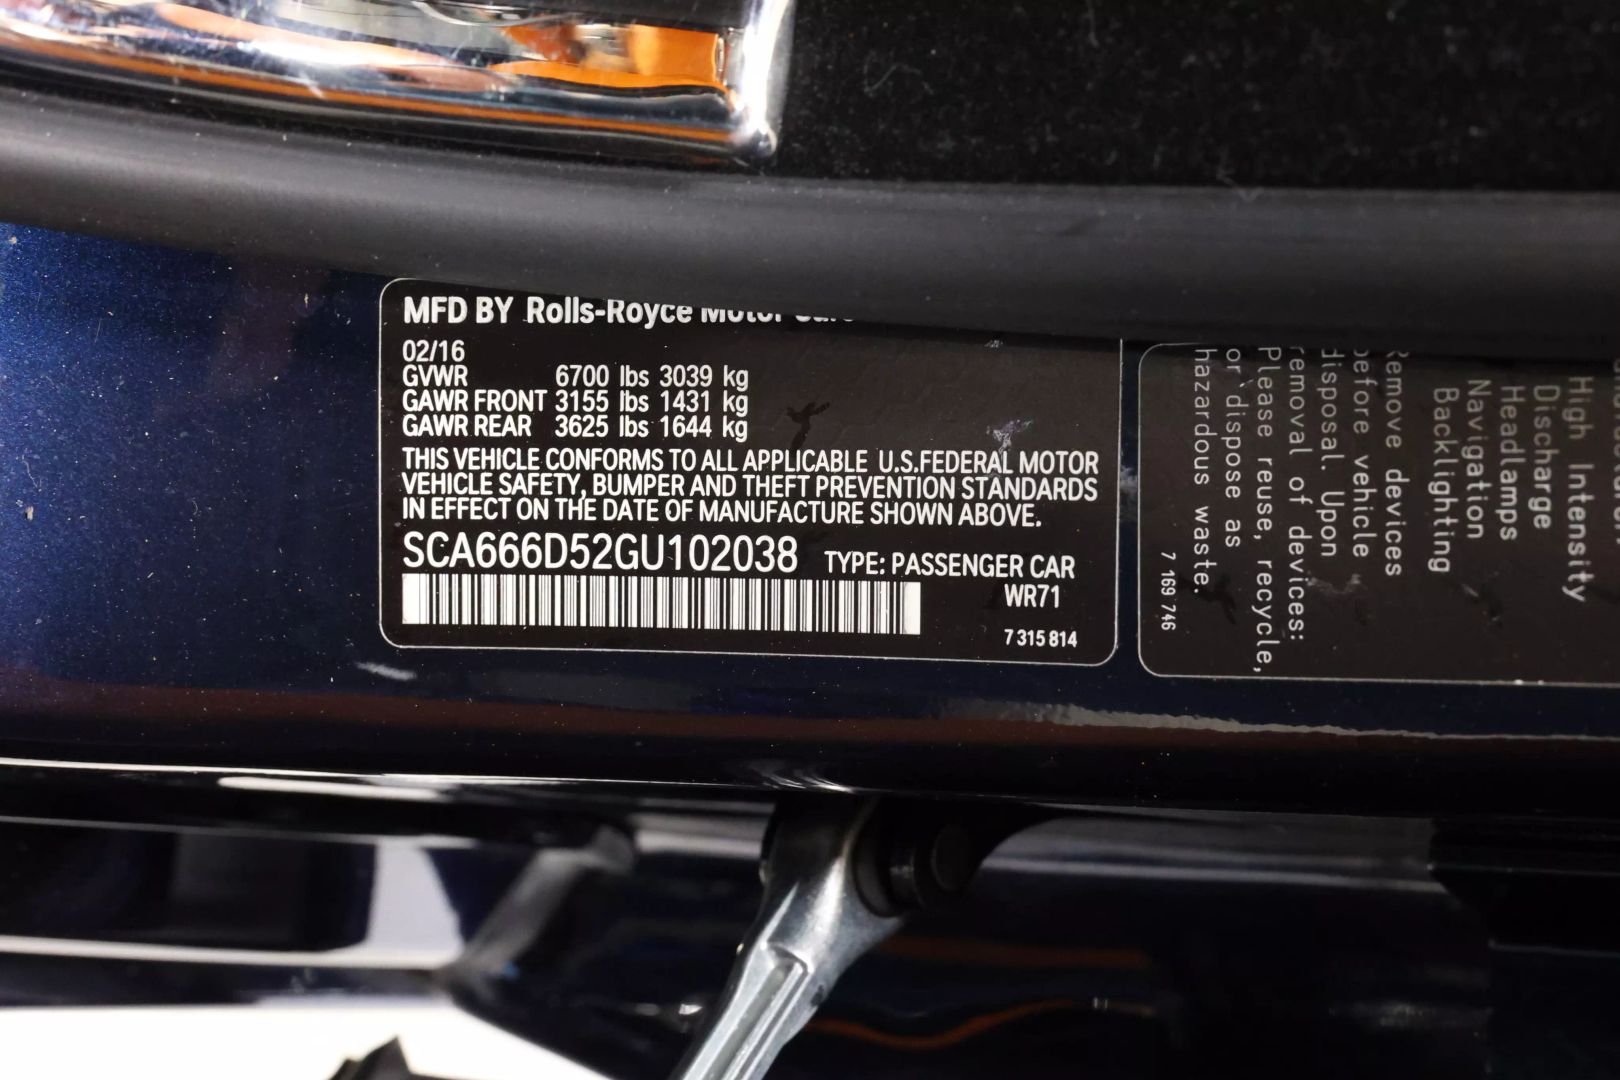 MFD BY Rolls-Royce Motor Cars
02/16
GVWR 6700 lbs 3039 kg
GAWR FRONT 3155 lbs 1431 kg
GAWR REAR 3625 lbs 1644 kg
THIS VEHICLE CONFORMS TO ALL APPLICABLE U.S.FEDERAL MOTOR
VEHICLE SAFETY, BUMPER AND THEFT PREVENTION STANDARDS
IN EFFECT ON THE DATE OF MANUFACTURE SHOWN ABOVE.
SCA666D52GU102038 TYPE: PASSENGER CAR
WR71
7 315 814
High Intensity
Discharge
Headlamps
Navigation
Backlighting
Remove devices
before vehicle
disposal. Upon
removal of devices:
Please reuse, recycle,
or dispose as
hazardous waste.
7 169 746